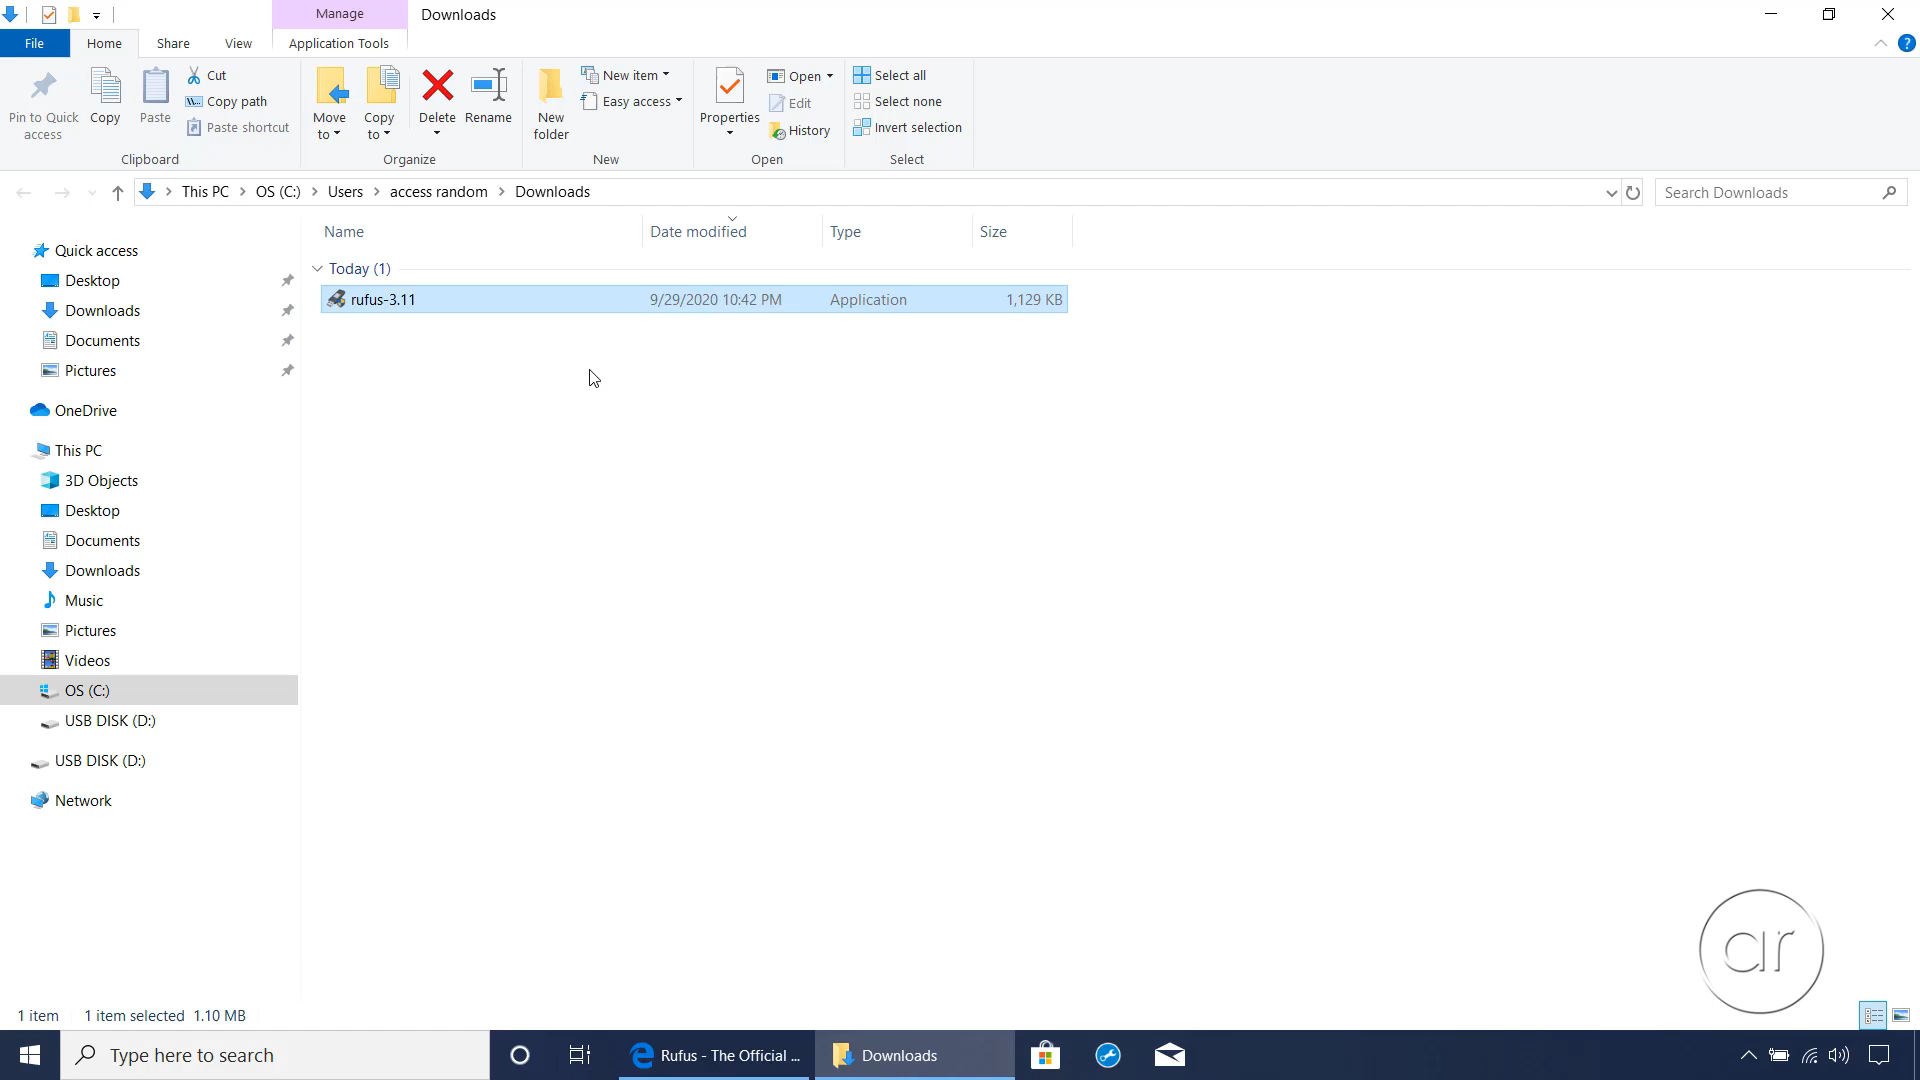 Manage
Downloads
File
Home
Share
View
Application Tools
?
Pin to Quick
access
Copy
Paste
Cut
Copy path
Paste shortcut
Clipboard
Move
to
Copy
to
Delete
Rename
Organize
New
folder
New item
Easy access
New
Properties
Open
Edit
History
Open
Select all
Select none
Invert selection
Select
This PC > OS (C:) > Users > access random > Downloads
Search Downloads
Name
Date modified
Type
Size
Today (1)
rufus-3.11
9/29/2020 10:42 PM
Application
1,129 KB
Quick access
Desktop
Downloads
Documents
Pictures
OneDrive
This PC
3D Objects
Desktop
Documents
Downloads
Music
Pictures
Videos
OS (C:)
USB DISK (D:)
USB DISK (D:)
Network
ar
1 item
1 item selected 1.10 MB
Type here to search
Rufus - The Official ...
Downloads